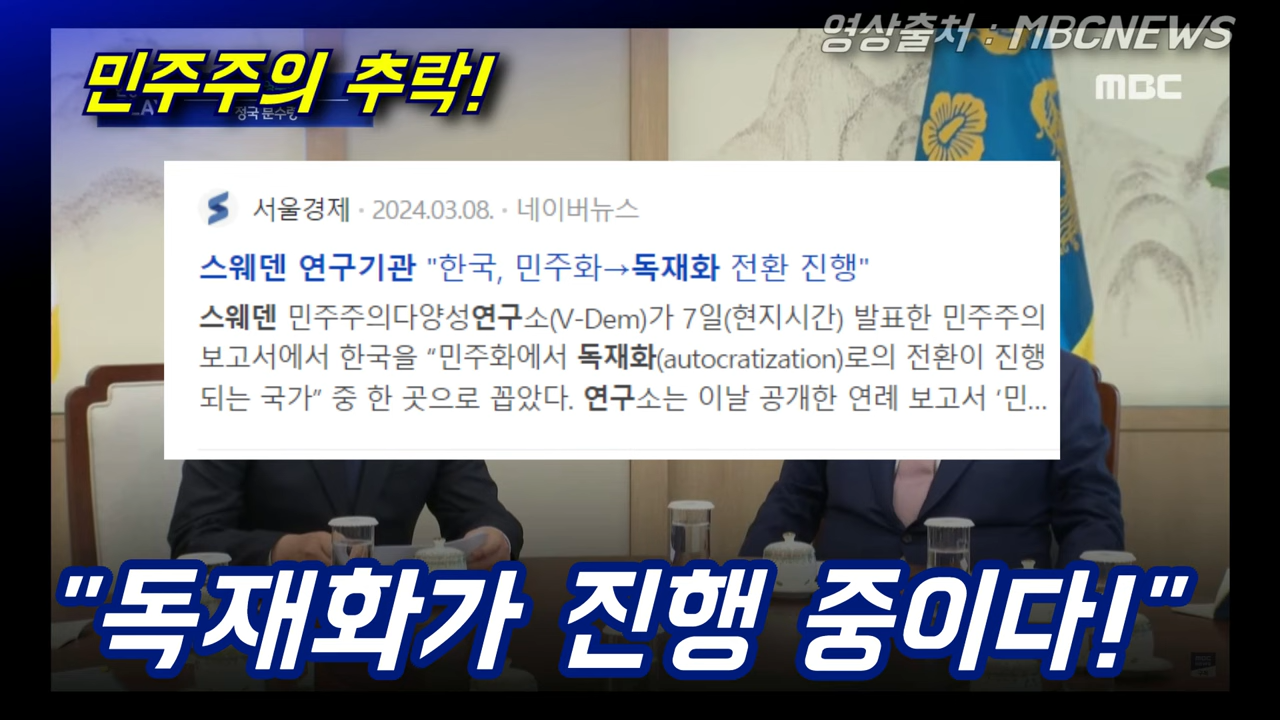 영상출처 : MBCNEWS
MBC
민주주의 추락!
정국 문수령
서울경제 · 2024.03.08. · 네이버뉴스
스웨덴 연구기관 "한국, 민주화→독재화 전환 진행"
스웨덴 민주주의다양성연구소(V-Dem)가 7일(현지시간) 발표한 민주주의
보고서에서 한국을 “민주화에서 독재화(autocratization)로의 전환이 진행
되는 국가” 중 한 곳으로 꼽았다. 연구소는 이날 공개한 연례 보고서 ‘민...
"독재화가 진행 중이다!"